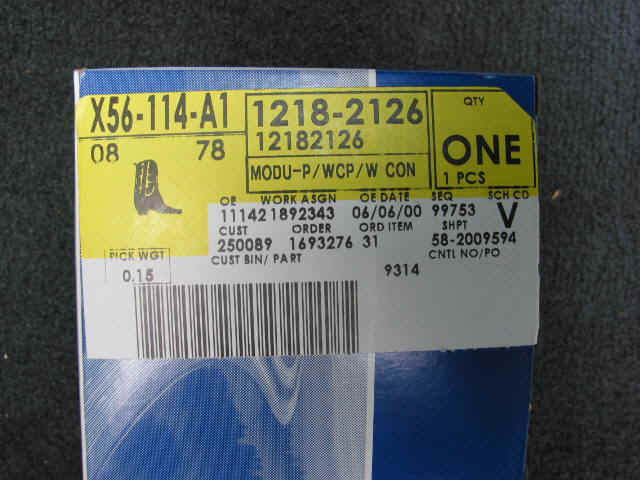 X56-114-A1 1218-2126 QTY
08 78 12182126 ONE
MODU-P/WCP/W CON 1 PCS
OE WORK ASGN OE DATE SEQ SCH CD
111421892343 06/06/00 99753 V
CUST ORDER ORD ITEM SHPT
250089 1693276 31 58-2009594
PICK WGT CUST BIN/ PART CNTL NO/PO
0.15 9314